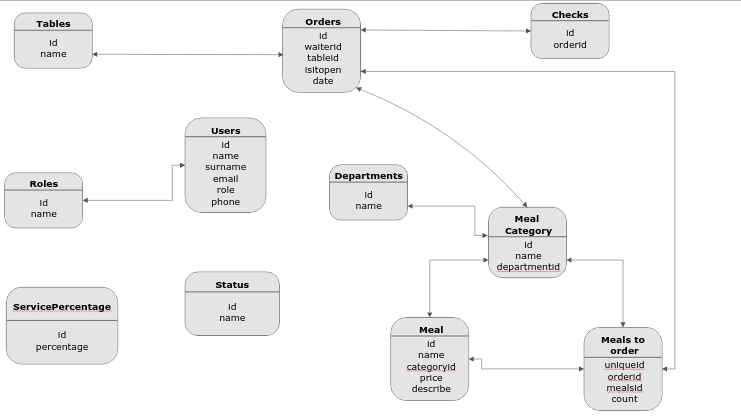 Tables
id
name
Orders
id
waiterid
tableid
isitopen
date
Checks
id
orderid
Users
id
name
surname
email
role
phone
Roles
id
name
Departments
id
name
Meal
Category
id
name
departmentid
ServicePercentage
id
percentage
Status
id
name
Meal
id
name
categoryid
price
describe
Meals to
order
uniqueid
orderid
mealsid
count